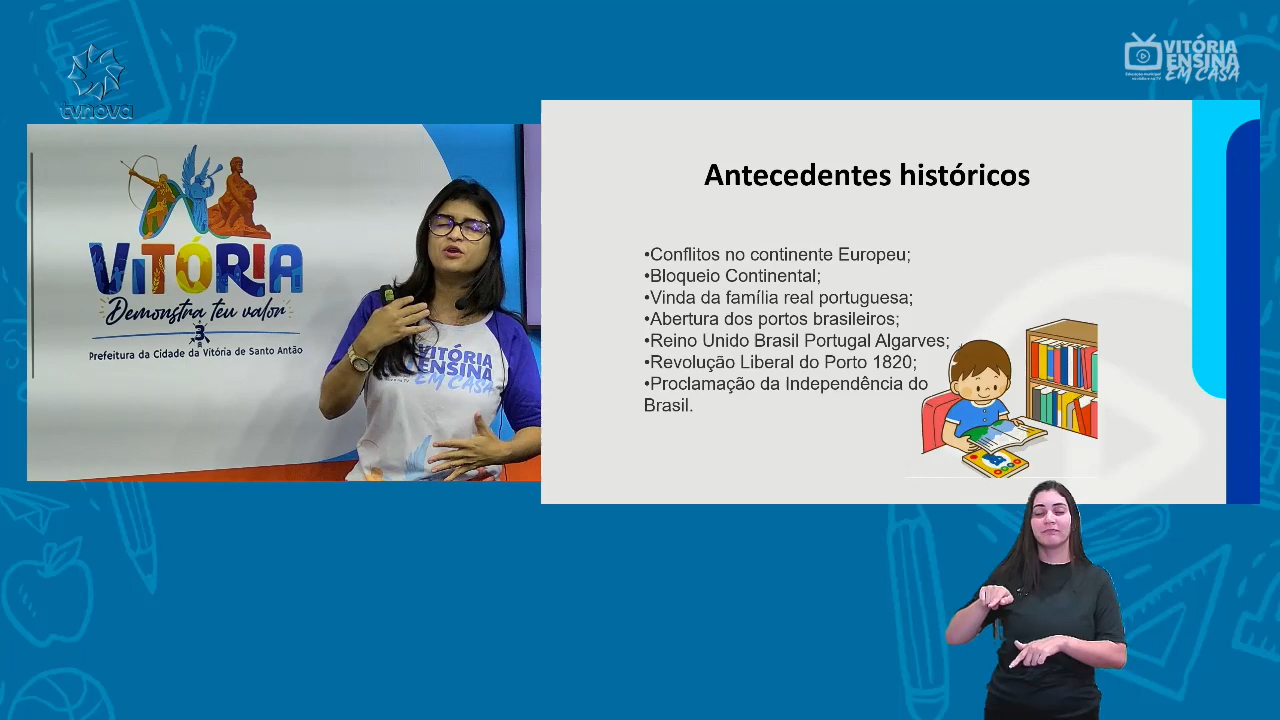 tvnova
VITÓRIA
ENSINA
EM CASA
VITÓRIA
Demonstra teu valor
3
Prefeitura da Cidade da Vitória de Santo Antão
VITÓRIA
ENSINA
EM CASA
Antecedentes históricos
•Conflitos no continente Europeu;
•Bloqueio Continental;
•Vinda da família real portuguesa;
•Abertura dos portos brasileiros;
•Reino Unido Brasil Portugal Algarves;
•Revolução Liberal do Porto 1820;
•Proclamação da Independência do
Brasil.